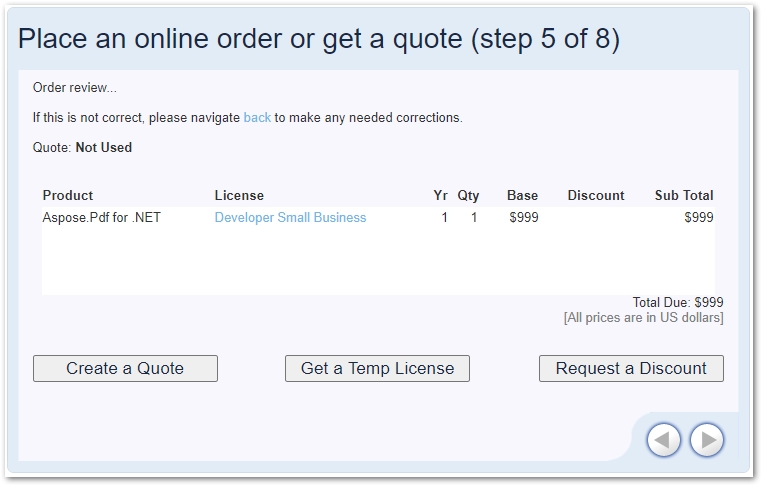 Place an online order or get a quote (step 5 of 8)
Order review...
If this is not correct, please navigate back to make any needed corrections.
Quote: Not Used
Product License Yr Qty Base Discount Sub Total
Aspose.Pdf for .NET Developer Small Business 1 1 $999 $999
Total Due: $999
[All prices are in US dollars]
Create a Quote Get a Temp License Request a Discount